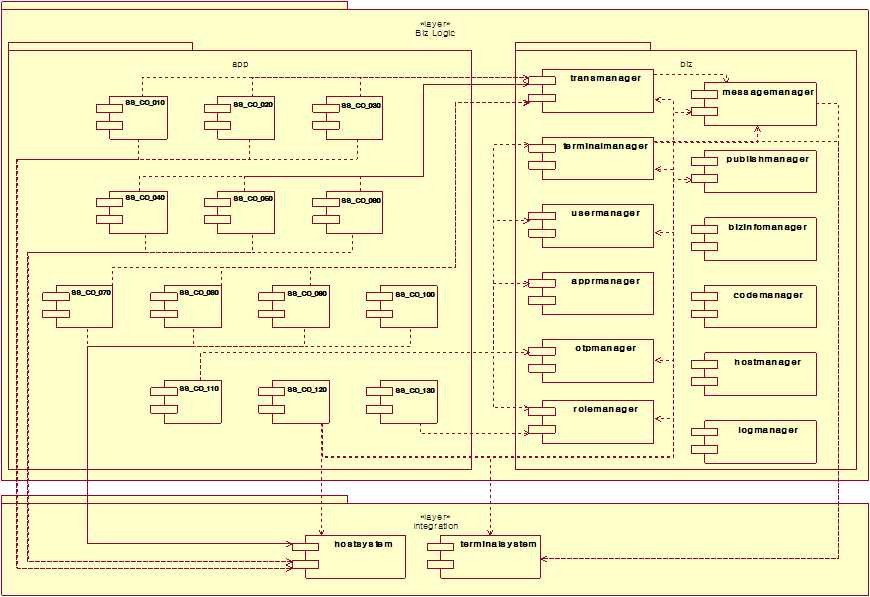 «layer»
Biz Logic
app
biz
SS_CO_010
SS_CO_020
SS_CO_030
transmanager
messagemanager
terminalmanager
publishmanager
SS_CO_040
SS_CO_050
SS_CO_060
usermanager
bizinfomanager
SS_CO_070
SS_CO_080
SS_CO_090
SS_CO_100
apprmanager
codemanager
otpmanager
hostmanager
SS_CO_110
SS_CO_120
SS_CO_130
rolemanager
logmanager
«layer»
integration
hostsystem
terminalsystem